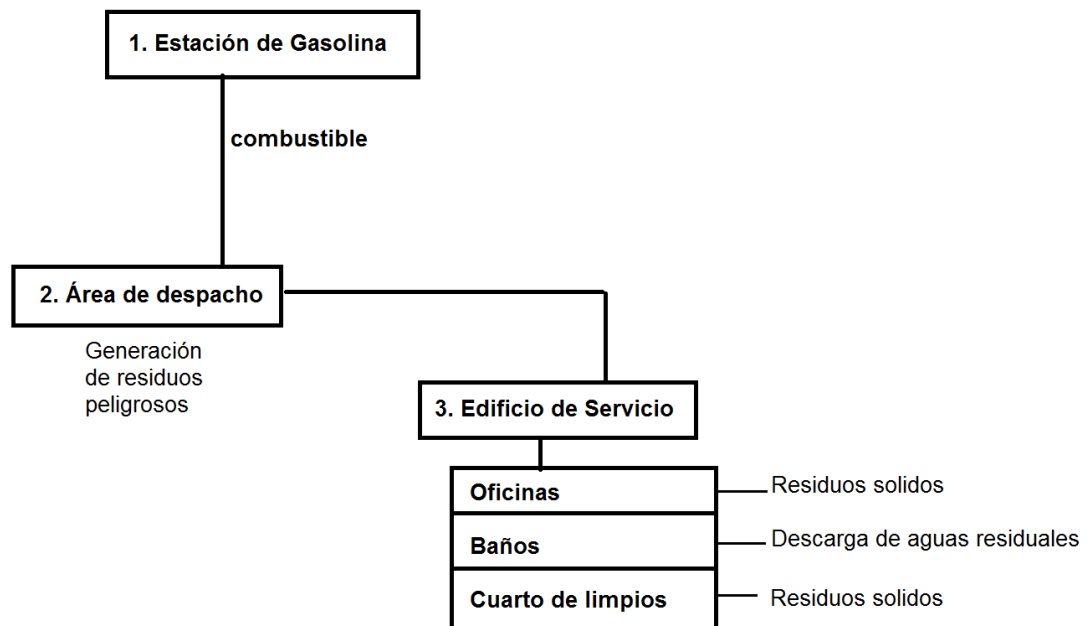 1. Estación de Gasolina
combustible
2. Área de despacho
Generación
de residuos
peligrosos
3. Edificio de Servicio
Oficinas
Residuos solidos
Baños
Descarga de aguas residuales
Cuarto de limpios
Residuos solidos